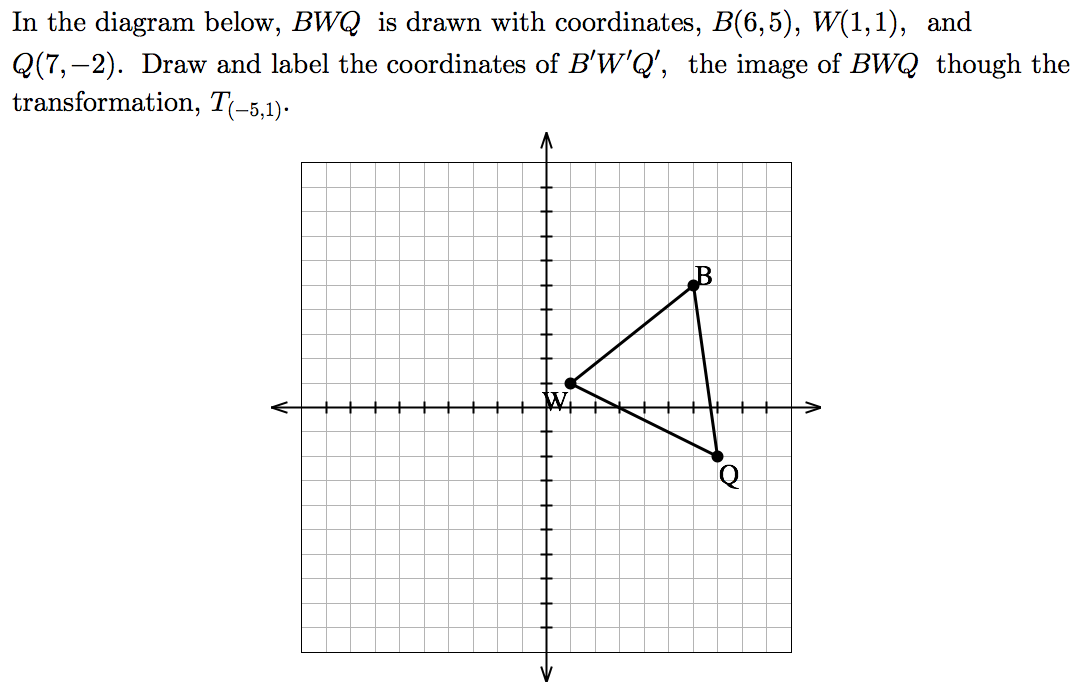 In the diagram below, BWQ is drawn with coordinates, B(6,5), W(1,1), and
Q(7,−2). Draw and label the coordinates of B′W′Q′, the image of BWQ though the
transformation, T(−5,1).
B
W
Q